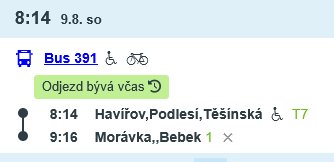 8:14 9.8. so
Bus 391
Odjezd bývá včas
8:14 Havířov,Podlesí,Těšínská T7
9:16 Morávka,,Bebek 1 ×